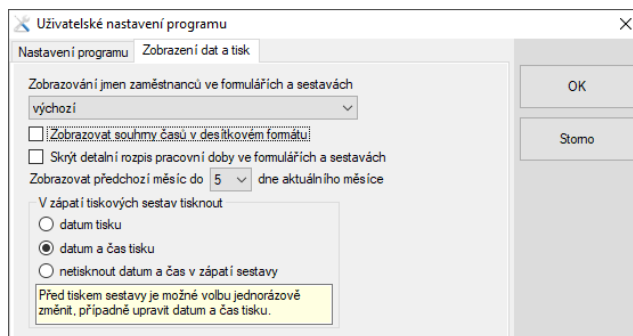 Uživatelské nastavení programu
Nastavení programu
Zobrazení dat a tisk
Zobrazování jmen zaměstnanců ve formulářích a sestavách
výchozí
Zobrazovat souhrny časů v desítkovém formátu
Skrýt detalní rozpis pracovní doby ve formulářích a sestavách
Zobrazovat předchozí měsíc do 5 dne aktuálního měsíce
V zápatí tiskových sestav tisknout
datum tisku
datum a čas tisku
netisknout datum a čas v zápatí sestavy
Před tiskem sestavy je možné volbu jednorázově
změnit, případně upravit datum a čas tisku.
OK
Storno